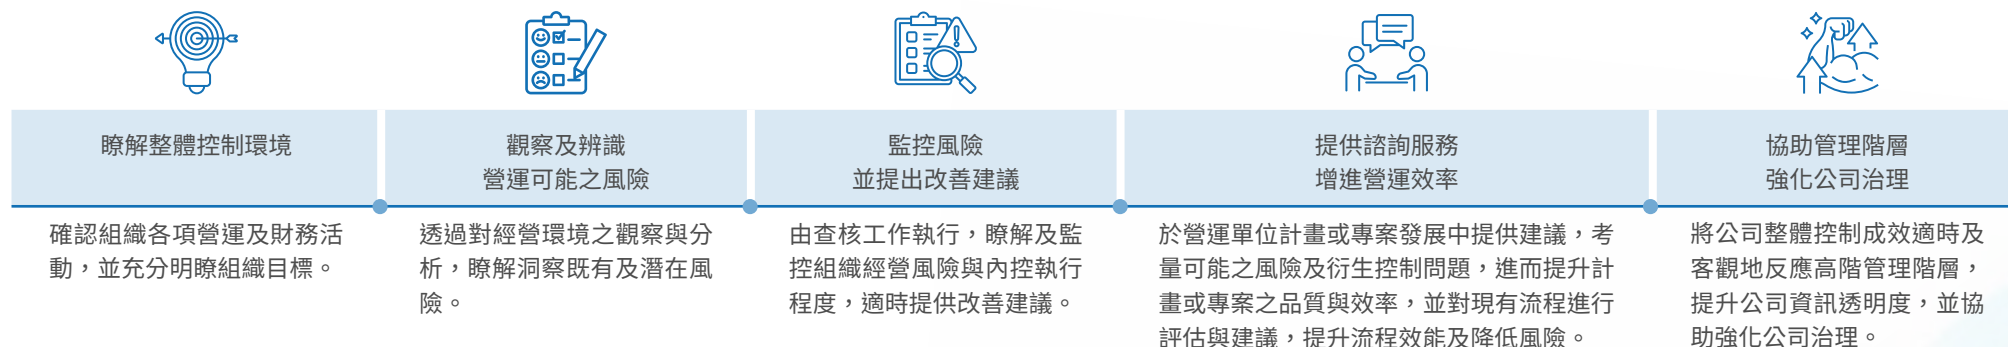 瞭解整體控制環境
確認組織各項營運及財務活
動，並充分明瞭組織目標。
觀察及辨識
營運可能之風險
透過對經營環境之觀察與分
析，瞭解洞察既有及潛在風
險。
監控風險
並提出改善建議
由查核工作執行，瞭解及監
控組織經營風險與內控執行
程度，適時提供改善建議。
提供諮詢服務
增進營運效率
於營運單位計畫或專案發展中提供建議，考
量可能之風險及衍生控制問題，進而提升計
畫或專案之品質與效率，並對現有流程進行
評估與建議，提升流程效能及降低風險。
協助管理階層
強化公司治理
將公司整體控制成效適時及
客觀地反應高階管理階層，
提升公司資訊透明度，並協
助強化公司治理。